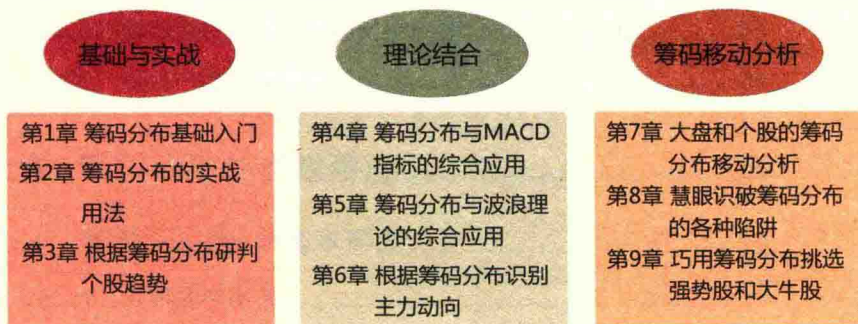 基础与实战
第1章 筹码分布基础入门
第2章 筹码分布的实战
用法
第3章 根据筹码分布研判
个股趋势
理论结合
第4章 筹码分布与MACD
指标的综合应用
第5章 筹码分布与波浪理
论的综合应用
第6章 根据筹码分布识别
主力动向
筹码移动分析
第7章 大盘和个股的筹码
分布移动分析
第8章 慧眼识破筹码分布
的各种陷阱
第9章 巧用筹码分布挑选
强势股和大牛股